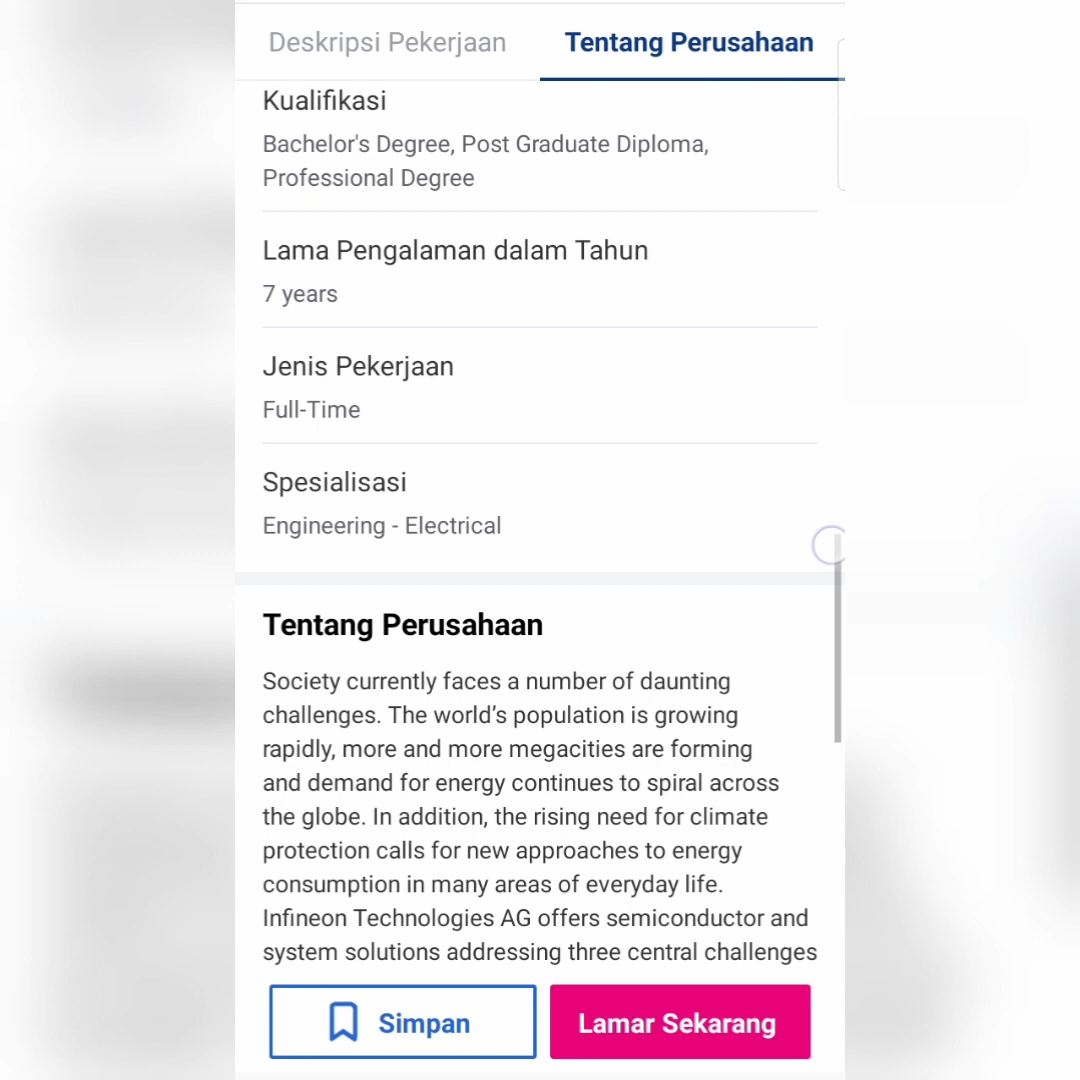 Deskripsi Pekerjaan
Tentang Perusahaan
Kualifikasi
Bachelor's Degree, Post Graduate Diploma,
Professional Degree
Lama Pengalaman dalam Tahun
7 years
Jenis Pekerjaan
Full-Time
Spesialisasi
Engineering - Electrical
Tentang Perusahaan
Society currently faces a number of daunting
challenges. The world’s population is growing
rapidly, more and more megacities are forming
and demand for energy continues to spiral across
the globe. In addition, the rising need for climate
protection calls for new approaches to energy
consumption in many areas of everyday life.
Infineon Technologies AG offers semiconductor and
system solutions addressing three central challenges
Simpan
Lamar Sekarang